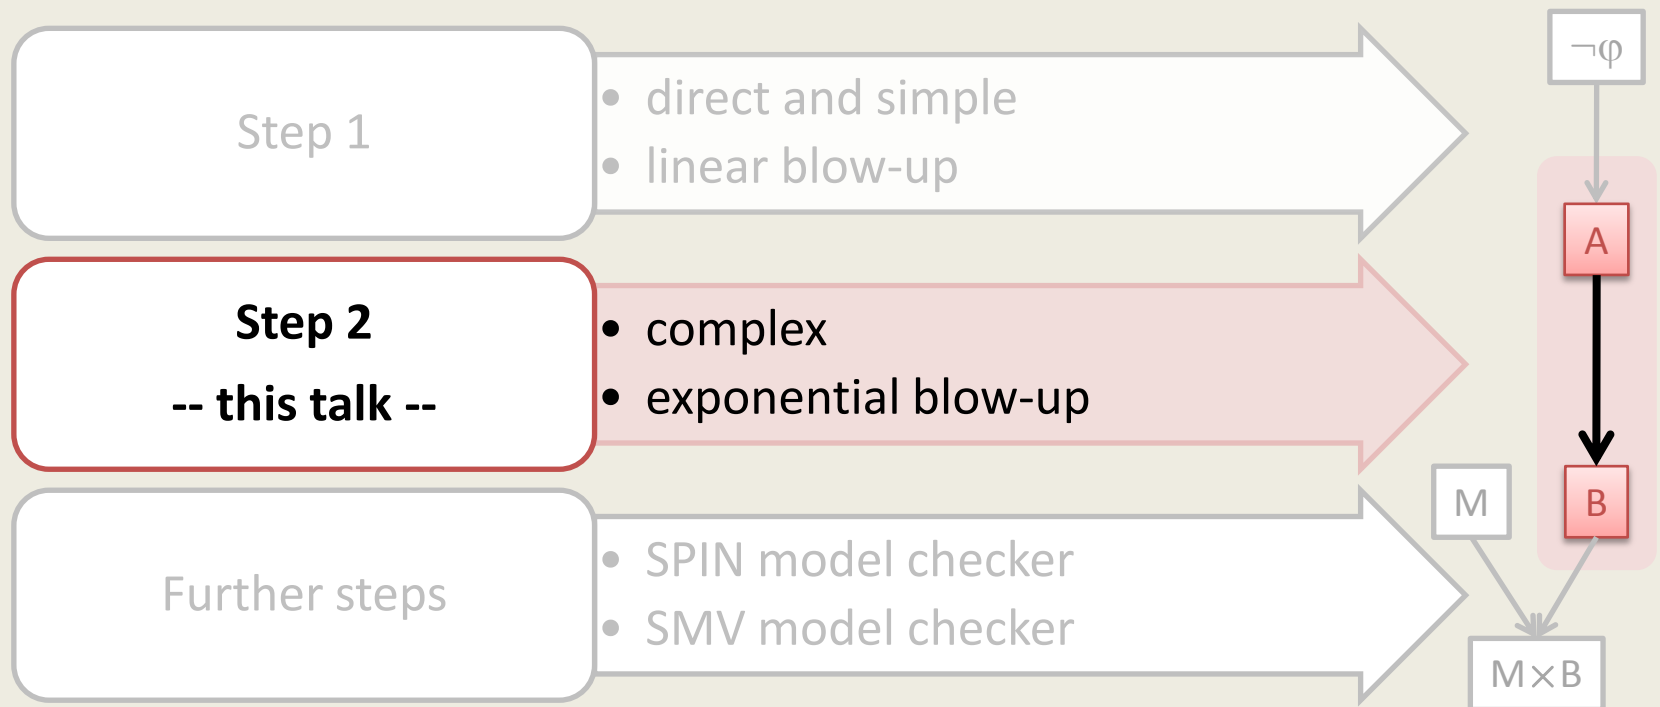 Step 1
• direct and simple
• linear blow-up
Step 2
-- this talk --
• complex
• exponential blow-up
Further steps
• SPIN model checker
• SMV model checker
¬φ
A
B
M
M×B